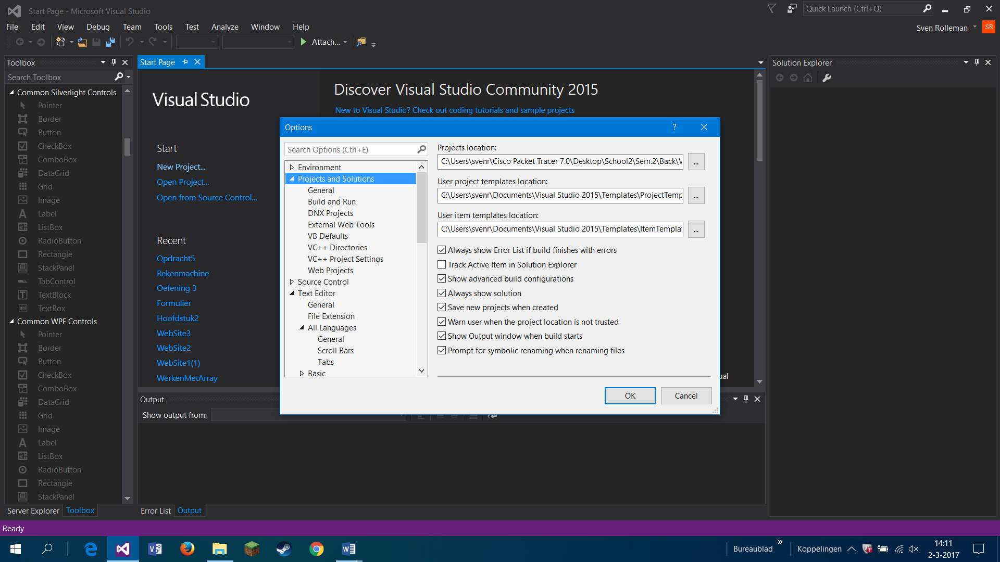 Start Page - Microsoft Visual Studio
Quick Launch (Ctrl+Q)
File Edit View Debug Team Tools Test Analyze Window Help
Sven Rolleman
SR
Attach...
Toolbox
Search Toolbox
Common Silverlight Controls
Pointer
Border
Button
CheckBox
ComboBox
DataGrid
Grid
Image
Label
ListBox
RadioButton
Rectangle
StackPanel
TabControl
TextBlock
TextBox
Common WPF Controls
Pointer
Border
Button
CheckBox
ComboBox
DataGrid
Grid
Image
Label
ListBox
RadioButton
Rectangle
StackPanel
Server Explorer
Toolbox
Start Page
Visual Studio
Discover Visual Studio Community 2015
New to Visual Studio? Check out coding tutorials and sample projects
Start
New Project...
Open Project...
Open from Source Control...
Recent
Opdracht5
Rekenmachine
Oefening 3
Formulier
Hoofdstuk2
WebSite3
WebSite2
WebSite1(1)
WerkenMetArray
Options
?
Search Options (Ctrl+E)
Environment
Projects and Solutions
General
Build and Run
DNX Projects
External Web Tools
VB Defaults
VC++ Directories
VC++ Project Settings
Web Projects
Source Control
Text Editor
General
File Extension
All Languages
General
Scroll Bars
Tabs
Basic
Projects location:
C:\Users\svenr\Cisco Packet Tracer 7.0\Desktop\School2\Sem.2\Back\
...
User project templates location:
C:\Users\svenr\Documents\Visual Studio 2015\Templates\ProjectTemp
...
User item templates location:
C:\Users\svenr\Documents\Visual Studio 2015\Templates\ItemTempla
...
Always show Error List if build finishes with errors
Track Active Item in Solution Explorer
Show advanced build configurations
Always show solution
Save new projects when created
Warn user when the project location is not trusted
Show Output window when build starts
Prompt for symbolic renaming when renaming files
OK
Cancel
ual
Output
Show output from:
Error List
Output
Solution Explorer
Ready
Bureaublad
Koppelingen
14:11
2-3-2017